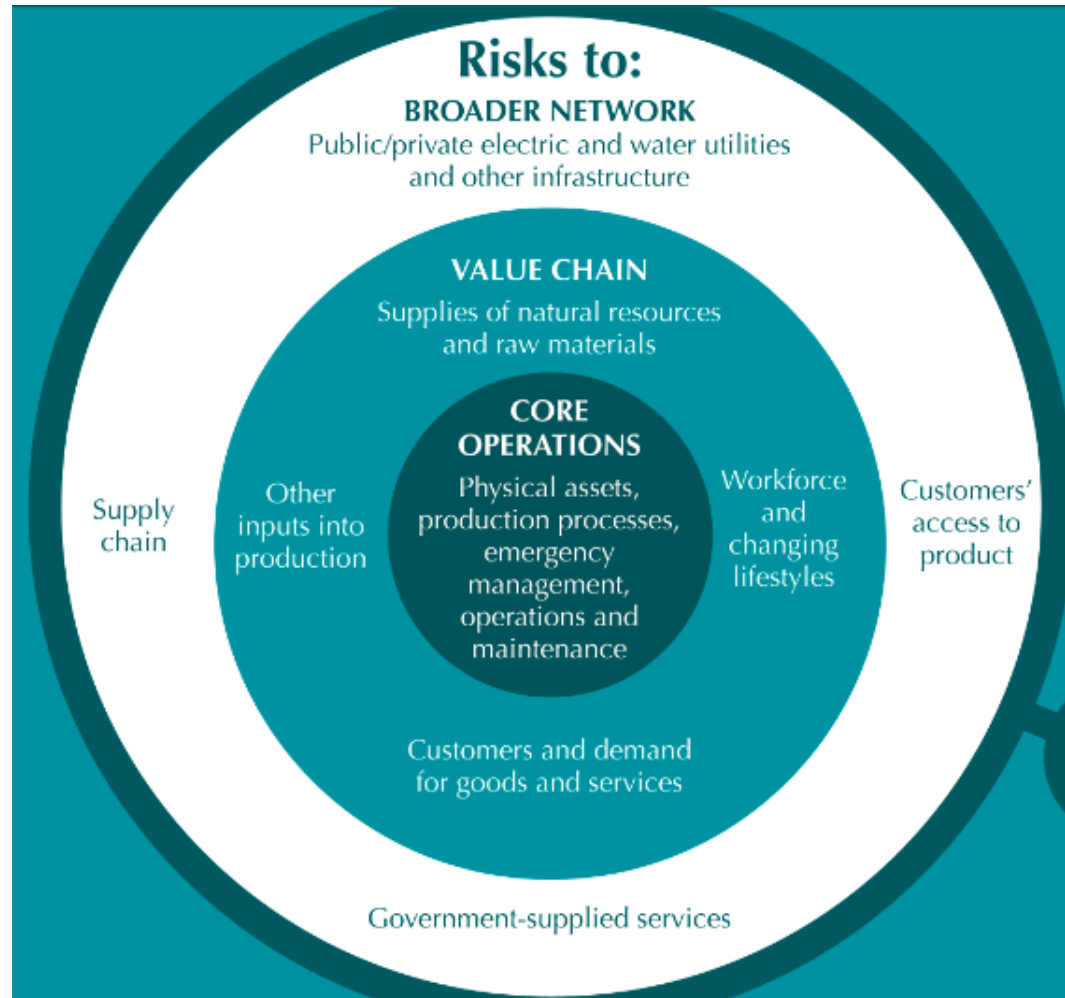 Risks to:
BROADER NETWORK
Public/private electric and water utilities
and other infrastructure
VALUE CHAIN
Supplies of natural resources
and raw materials
CORE
OPERATIONS
Physical assets,
production processes,
emergency
management,
operations and
maintenance
Supply
chain
Other
inputs into
production
Workforce
and
changing
lifestyles
Customers’
access to
product
Customers and demand
for goods and services
Government-supplied services